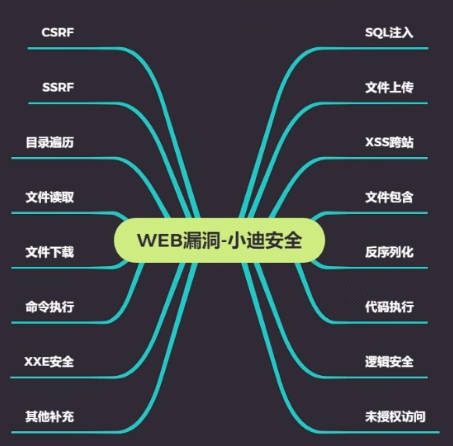 CSRF
SSRF
目录遍历
文件读取
文件下载
命令执行
XXE安全
其他补充
WEB漏洞-小迪安全
SQL注入
文件上传
XSS跨站
文件包含
反序列化
代码执行
逻辑安全
未授权访问